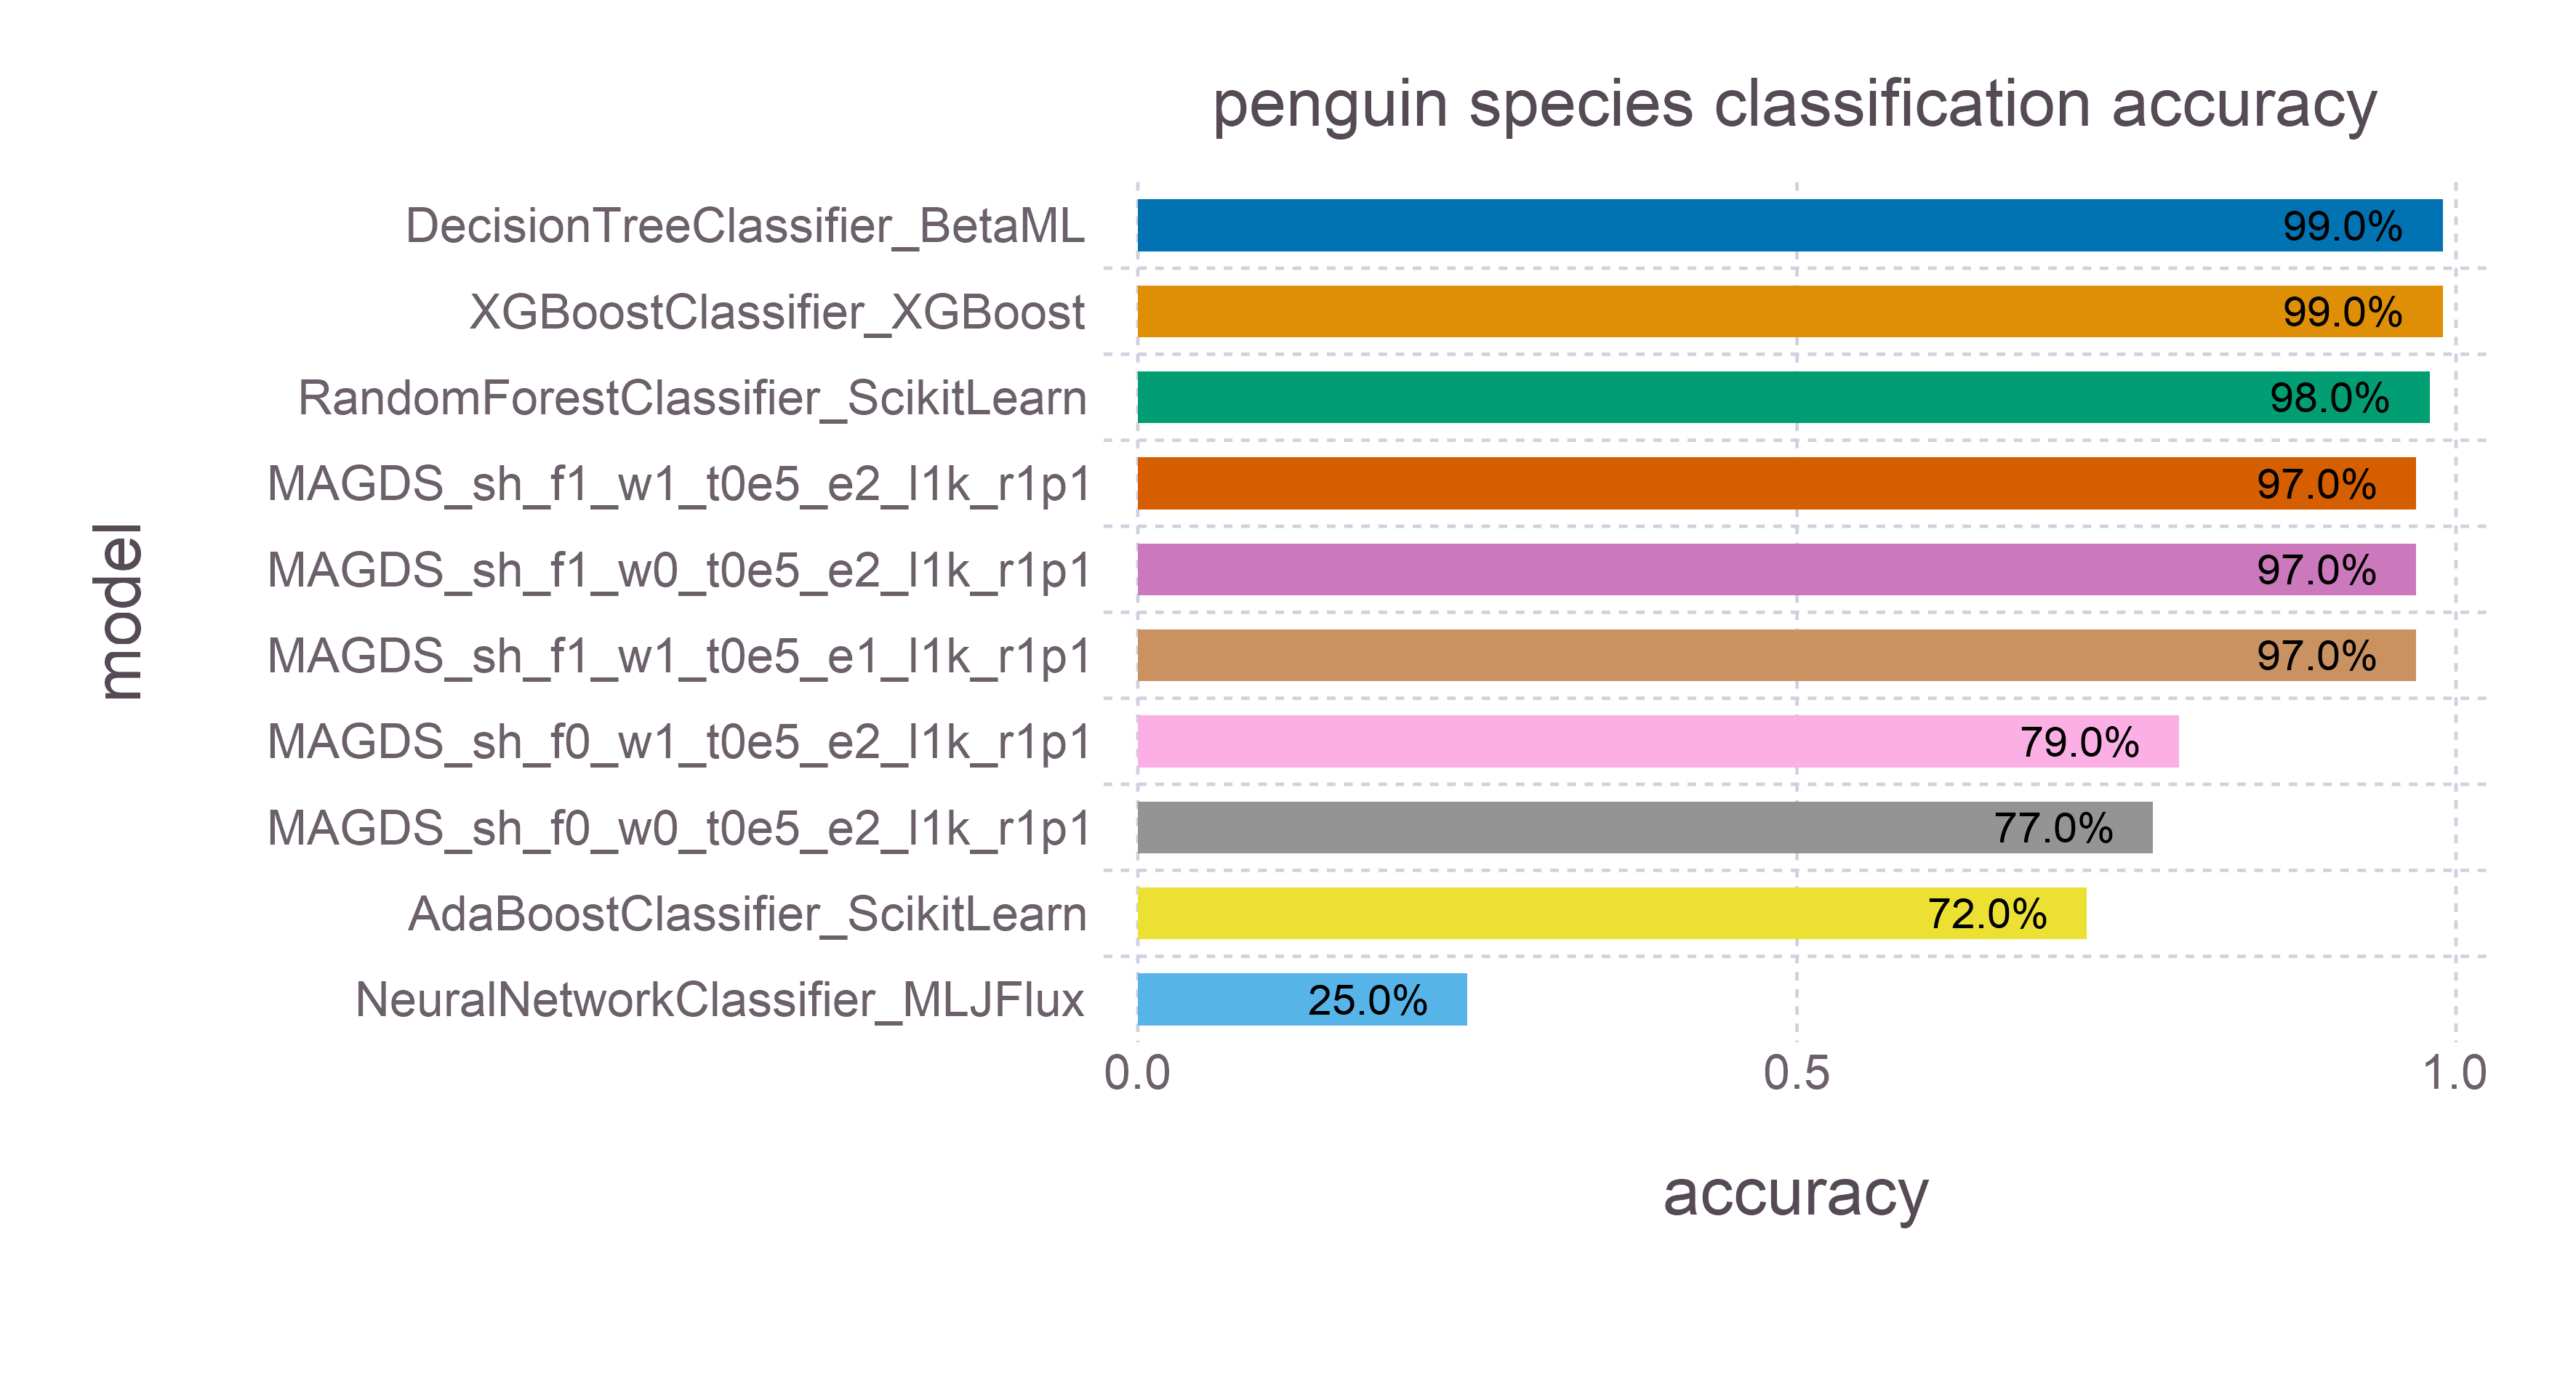 penguin species classification accuracy
DecisionTreeClassifier_BetaML 99.0%
XGBoostClassifier_XGBoost 99.0%
RandomForestClassifier_ScikitLearn 98.0%
MAGDS_sh_f1_w1_t0e5_e2_l1k_r1p1 97.0%
MAGDS_sh_f1_w0_t0e5_e2_l1k_r1p1 97.0%
MAGDS_sh_f1_w1_t0e5_e1_l1k_r1p1 97.0%
MAGDS_sh_f0_w1_t0e5_e2_l1k_r1p1 79.0%
MAGDS_sh_f0_w0_t0e5_e2_l1k_r1p1 77.0%
AdaBoostClassifier_ScikitLearn 72.0%
NeuralNetworkClassifier_MLJFlux 25.0%
model
0.0 0.5 1.0
accuracy